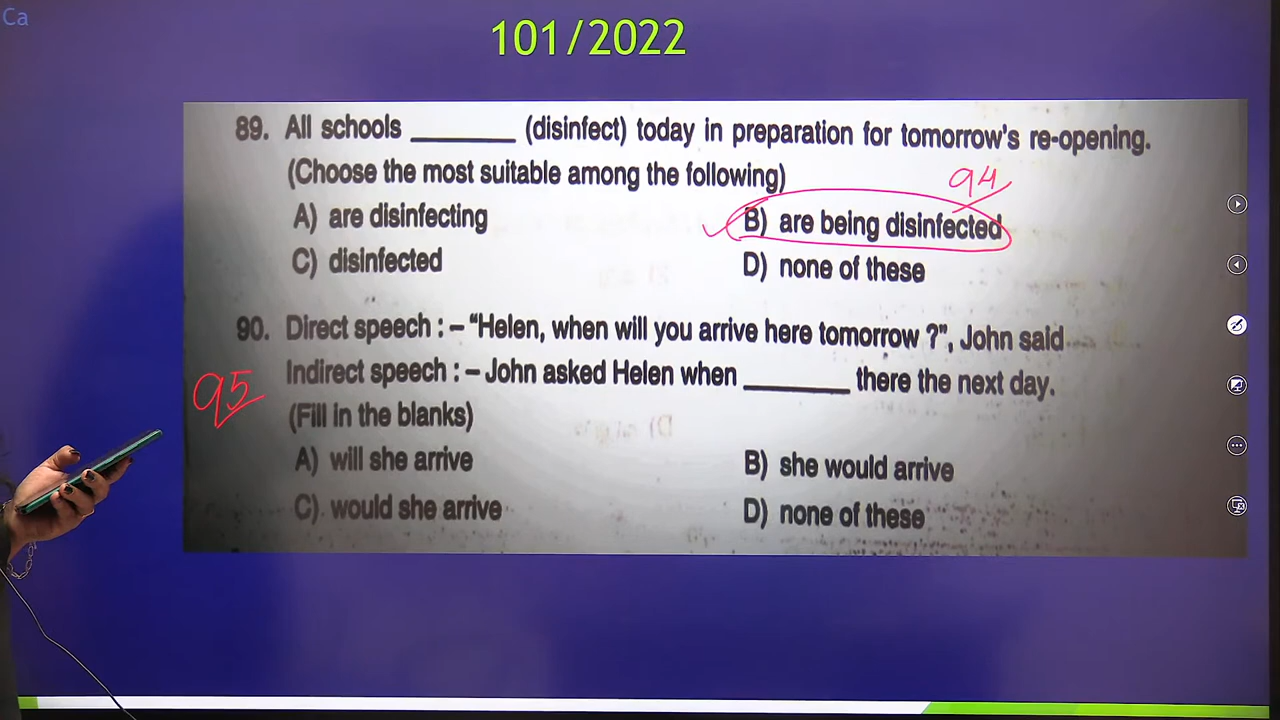 Ca
101/2022
89. All schools ________ (disinfect) today in preparation for tomorrow's re-opening.
(Choose the most suitable among the following)
94
A) are disinfecting B) are being disinfected
C) disinfected D) none of these
90. Direct speech : – “Helen, when will you arrive here tomorrow ?”, John said
Indirect speech : – John asked Helen when ________ there the next day.
95
(Fill in the blanks)
A) will she arrive B) she would arrive
C) would she arrive D) none of these